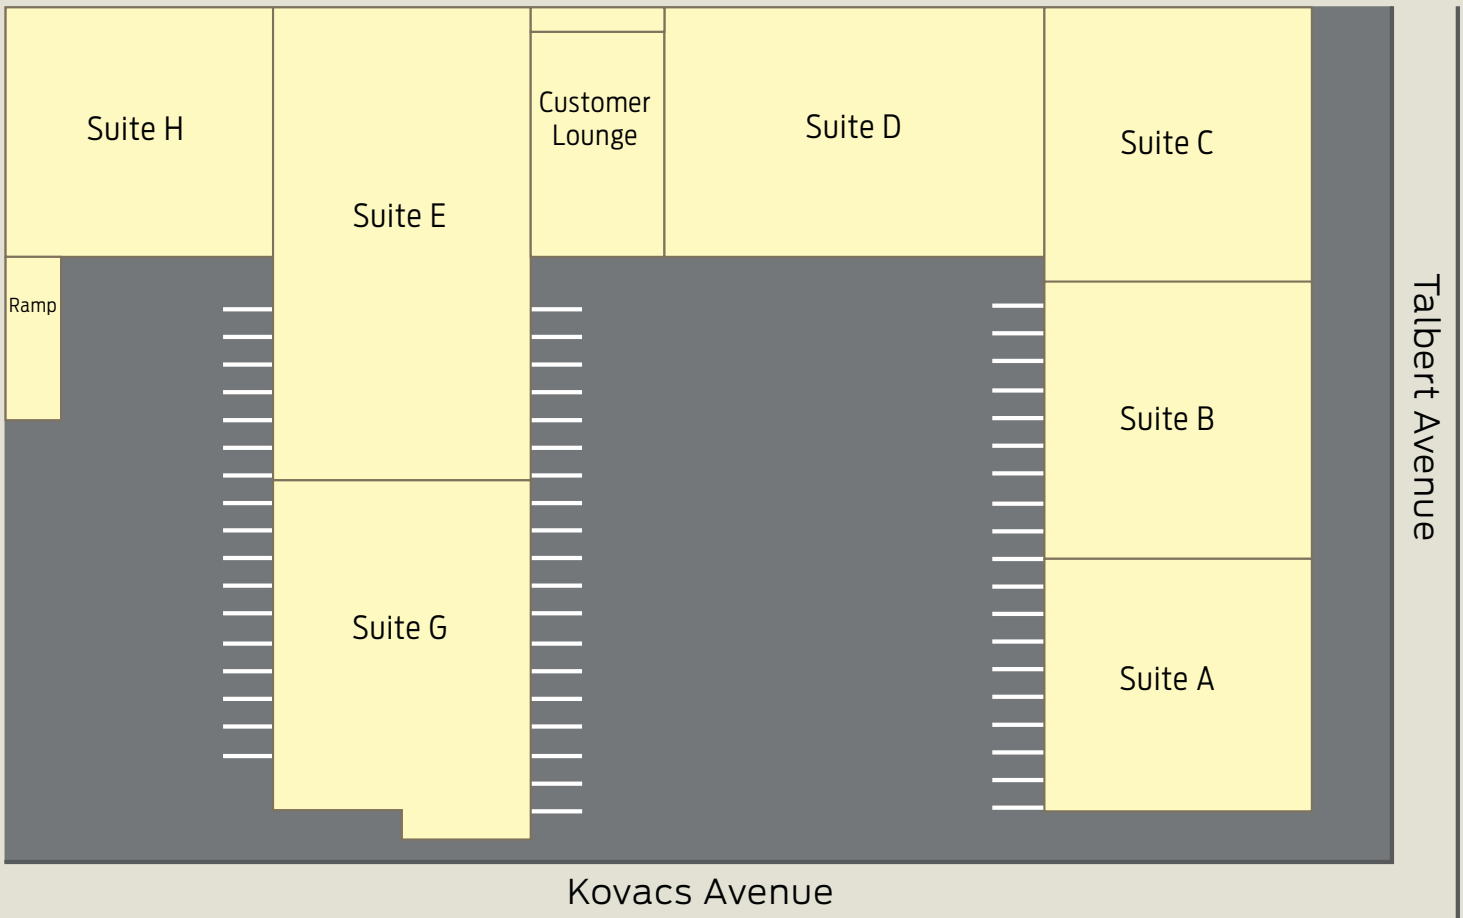 Suite H
Suite E
Customer
Lounge
Suite D
Suite C
Ramp
Suite B
Suite G
Suite A
Talbert Avenue
Kovacs Avenue